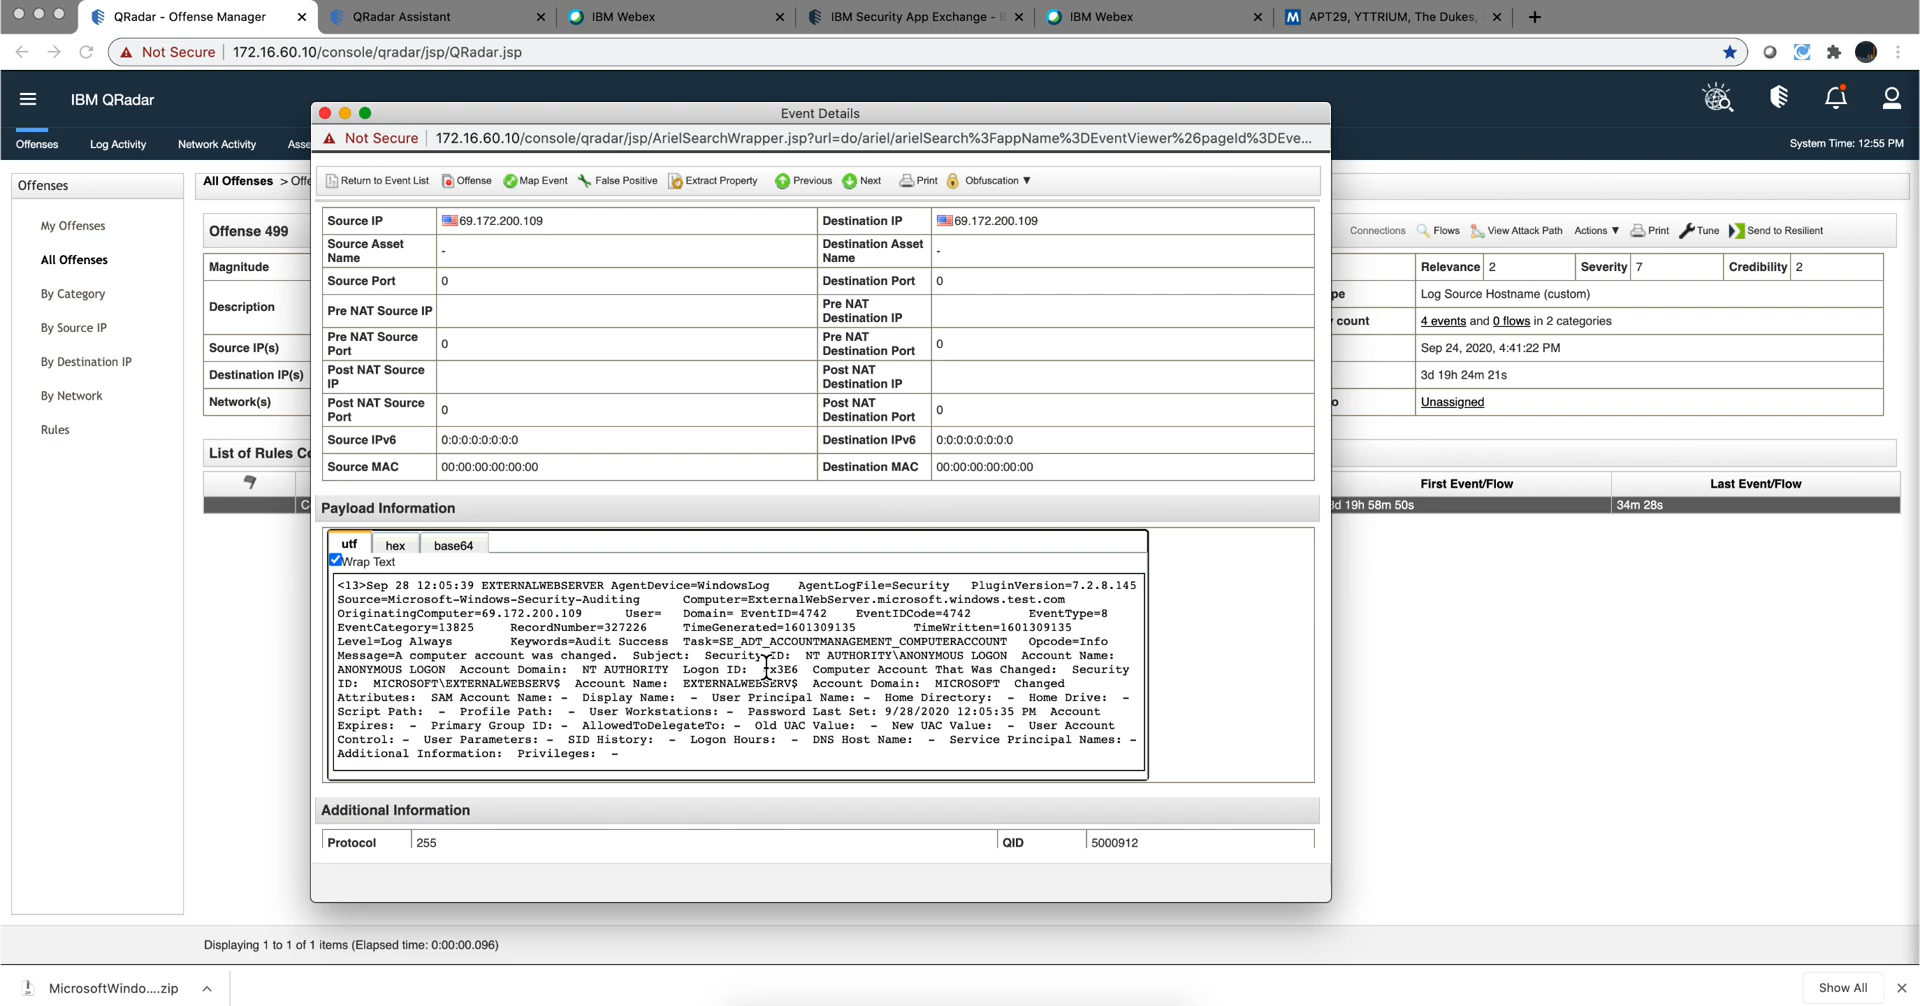 QRadar - Offense Manager
QRadar Assistant
IBM Webex
IBM Security App Exchange -
IBM Webex
APT29, YTTRIUM, The Dukes,
Not Secure 172.16.60.10/console/qradar/jsp/QRadar.jsp
IBM QRadar
Offenses Log Activity Network Activity Asse
System Time: 12:55 PM
Offenses
My Offenses
All Offenses
By Category
By Source IP
By Destination IP
By Network
Rules
All Offenses > Offe
Offense 499
Magnitude
Description
Source IP(s)
Destination IP(s)
Network(s)
List of Rules Co
Event Details
Not Secure 172.16.60.10/console/qradar/jsp/ArielSearchWrapper.jsp?url=do/ariel/arielSearch%3FappName%3DEventViewer%26pageId%3DEve...
Return to Event List Offense Map Event False Positive Extract Property Previous Next Print Obfuscation ▼
Source IP 69.172.200.109 Destination IP 69.172.200.109
Source Asset Name - Destination Asset Name -
Source Port 0 Destination Port 0
Pre NAT Source IP Pre NAT Destination IP
Pre NAT Source Port 0 Pre NAT Destination Port 0
Post NAT Source IP Post NAT Destination IP
Post NAT Source Port 0 Post NAT Destination Port 0
Source IPv6 0:0:0:0:0:0:0:0 Destination IPv6 0:0:0:0:0:0:0:0
Source MAC 00:00:00:00:00:00 Destination MAC 00:00:00:00:00:00
Payload Information
utf hex base64
Wrap Text
<13>Sep 28 12:05:39 EXTERNALWEBSERVER AgentDevice=WindowsLog AgentLogFile=Security PluginVersion=7.2.8.145
Source=Microsoft-Windows-Security-Auditing Computer=ExternalWebServer.microsoft.windows.test.com
OriginatingComputer=69.172.200.109 User= Domain= EventID=4742 EventIDCode=4742 EventType=8
EventCategory=13825 RecordNumber=327226 TimeGenerated=1601309135 TimeWritten=1601309135
Level=Log Always Keywords=Audit Success Task=SE_ADT_ACCOUNTMANAGEMENT_COMPUTERACCOUNT Opcode=Info
Message=A computer account was changed. Subject: Security ID: NT AUTHORITY\ANONYMOUS LOGON Account Name:
ANONYMOUS LOGON Account Domain: NT AUTHORITY Logon ID: x3E6 Computer Account That Was Changed: Security
ID: MICROSOFT\EXTERNALWEBSERV$ Account Name: EXTERNALWEBSERV$ Account Domain: MICROSOFT Changed
Attributes: SAM Account Name: - Display Name: - User Principal Name: - Home Directory: - Home Drive: -
Script Path: - Profile Path: - User Workstations: - Password Last Set: 9/28/2020 12:05:35 PM Account
Expires: - Primary Group ID: - AllowedToDelegateTo: - Old UAC Value: - New UAC Value: - User Account
Control: - User Parameters: - SID History: - Logon Hours: - DNS Host Name: - Service Principal Names: -
Additional Information: Privileges: -
Additional Information
Protocol 255 QID 5000912
Connections Flows View Attack Path Actions ▼ Print Tune Send to Resilient
Relevance 2 Severity 7 Credibility 2
pe Log Source Hostname (custom)
count 4 events and 0 flows in 2 categories
Sep 24, 2020, 4:41:22 PM
3d 19h 24m 21s
o Unassigned
First Event/Flow Last Event/Flow
3d 19h 58m 50s 34m 28s
Displaying 1 to 1 of 1 items (Elapsed time: 0:00:00.096)
MicrosoftWindo....zip
Show All